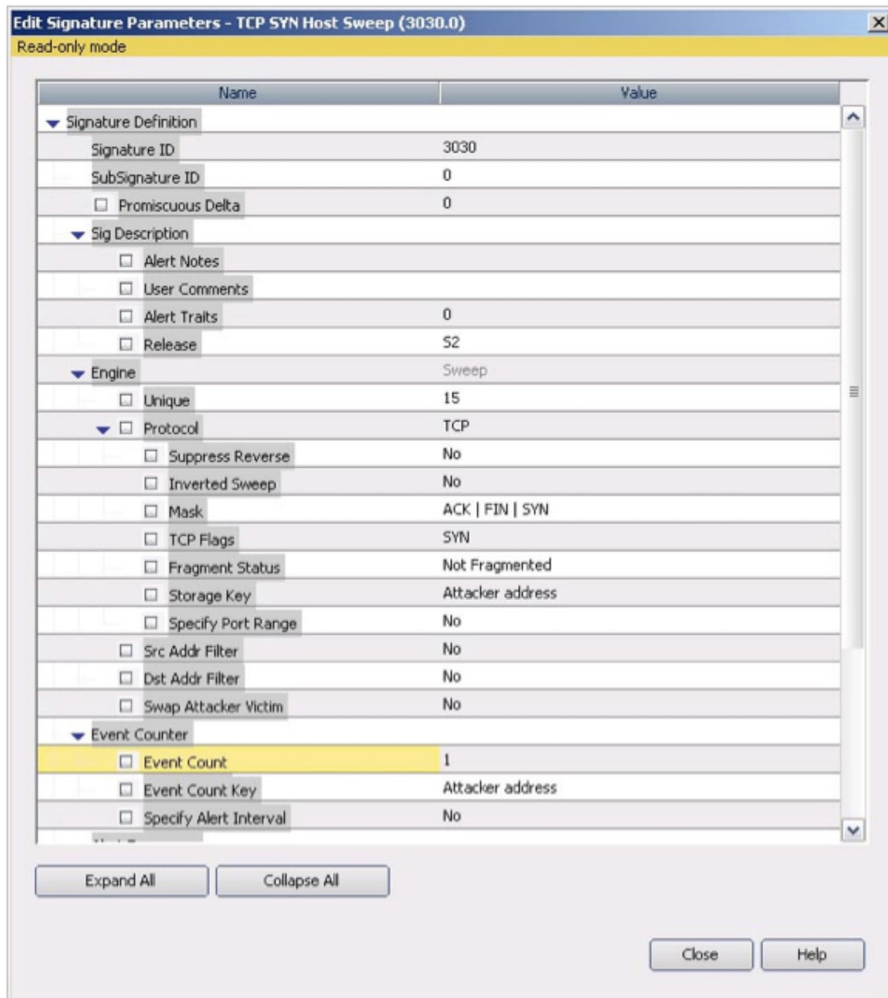 Edit Signature Parameters - TCP SYN Host Sweep (3030.0)
Read-only mode
Name Value
Signature Definition
Signature ID 3030
SubSignature ID 0
Promiscuous Delta 0
Sig Description
Alert Notes
User Comments
Alert Traits 0
Release S2
Engine Sweep
Unique 15
Protocol TCP
Suppress Reverse No
Inverted Sweep No
Mask ACK | FIN | SYN
TCP Flags SYN
Fragment Status Not Fragmented
Storage Key Attacker address
Specify Port Range No
Src Addr Filter No
Dst Addr Filter No
Swap Attacker Victim No
Event Counter
Event Count 1
Event Count Key Attacker address
Specify Alert Interval No
Expand All Collapse All
Close Help